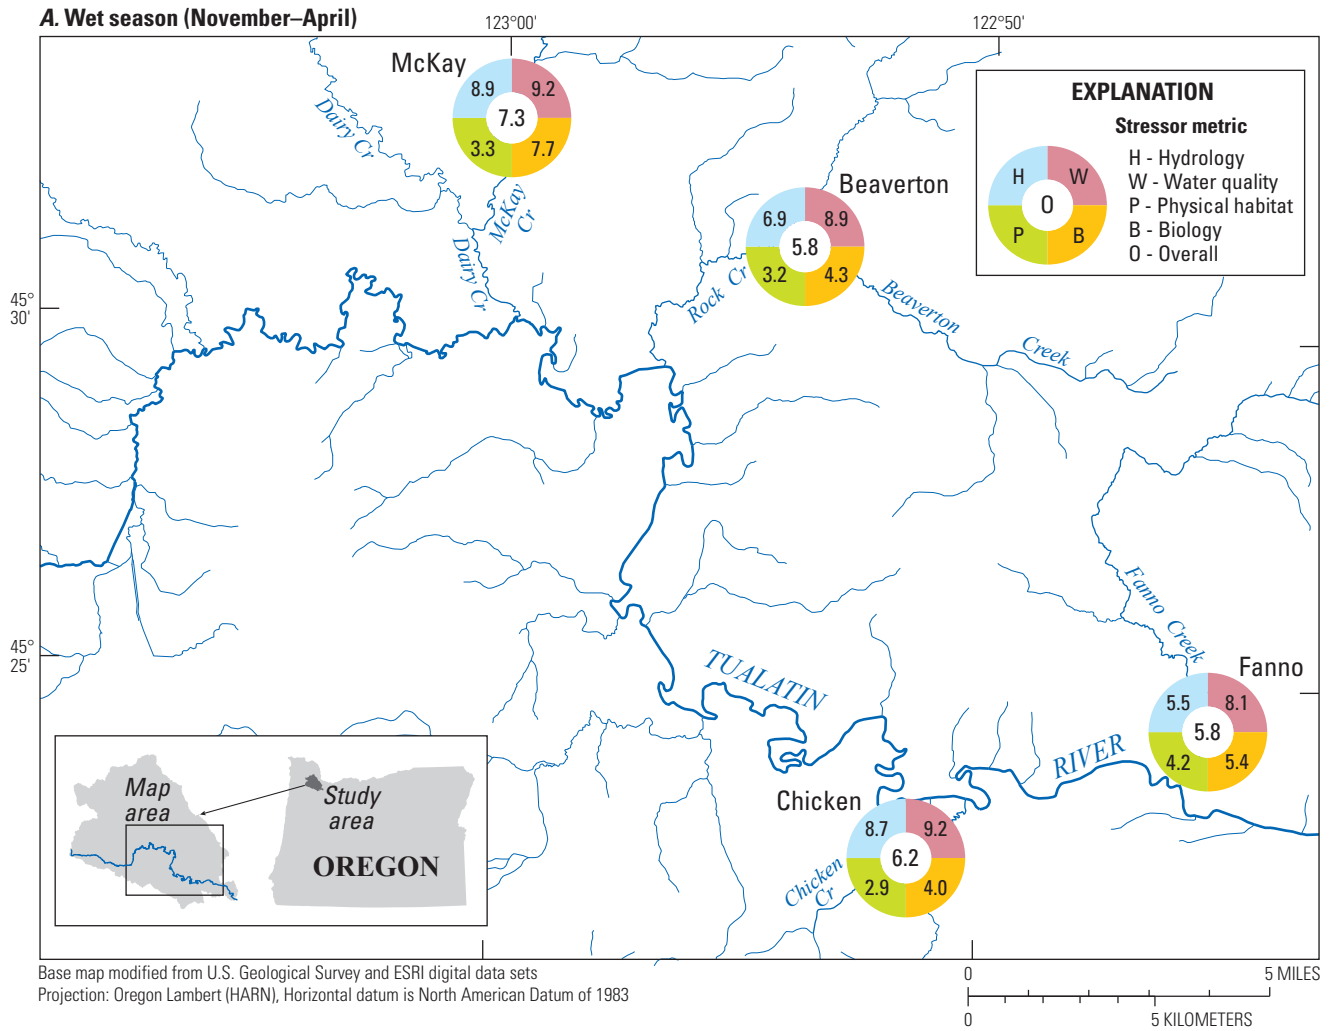 A. Wet season (November–April)
123°00'
122°50'
McKay
8.9
9.2
7.3
3.3
7.7
Dairy Cr
McKay
Cr
Dairy Cr
EXPLANATION
Stressor metric
H
W
O
P
B
H - Hydrology
W - Water quality
P - Physical habitat
B - Biology
O - Overall
Beaverton
6.9
8.9
5.8
3.2
4.3
Rock Cr
Beaverton
Creek
45°
30'
45°
25'
Fanno Creek
Fanno
5.5
8.1
5.8
4.2
5.4
TUALATIN
RIVER
Chicken
8.7
9.2
6.2
2.9
4.0
Chicken
Cr
Map
area
Study
area
OREGON
Base map modified from U.S. Geological Survey and ESRI digital data sets
Projection: Oregon Lambert (HARN), Horizontal datum is North American Datum of 1983
0
5 MILES
0
5 KILOMETERS